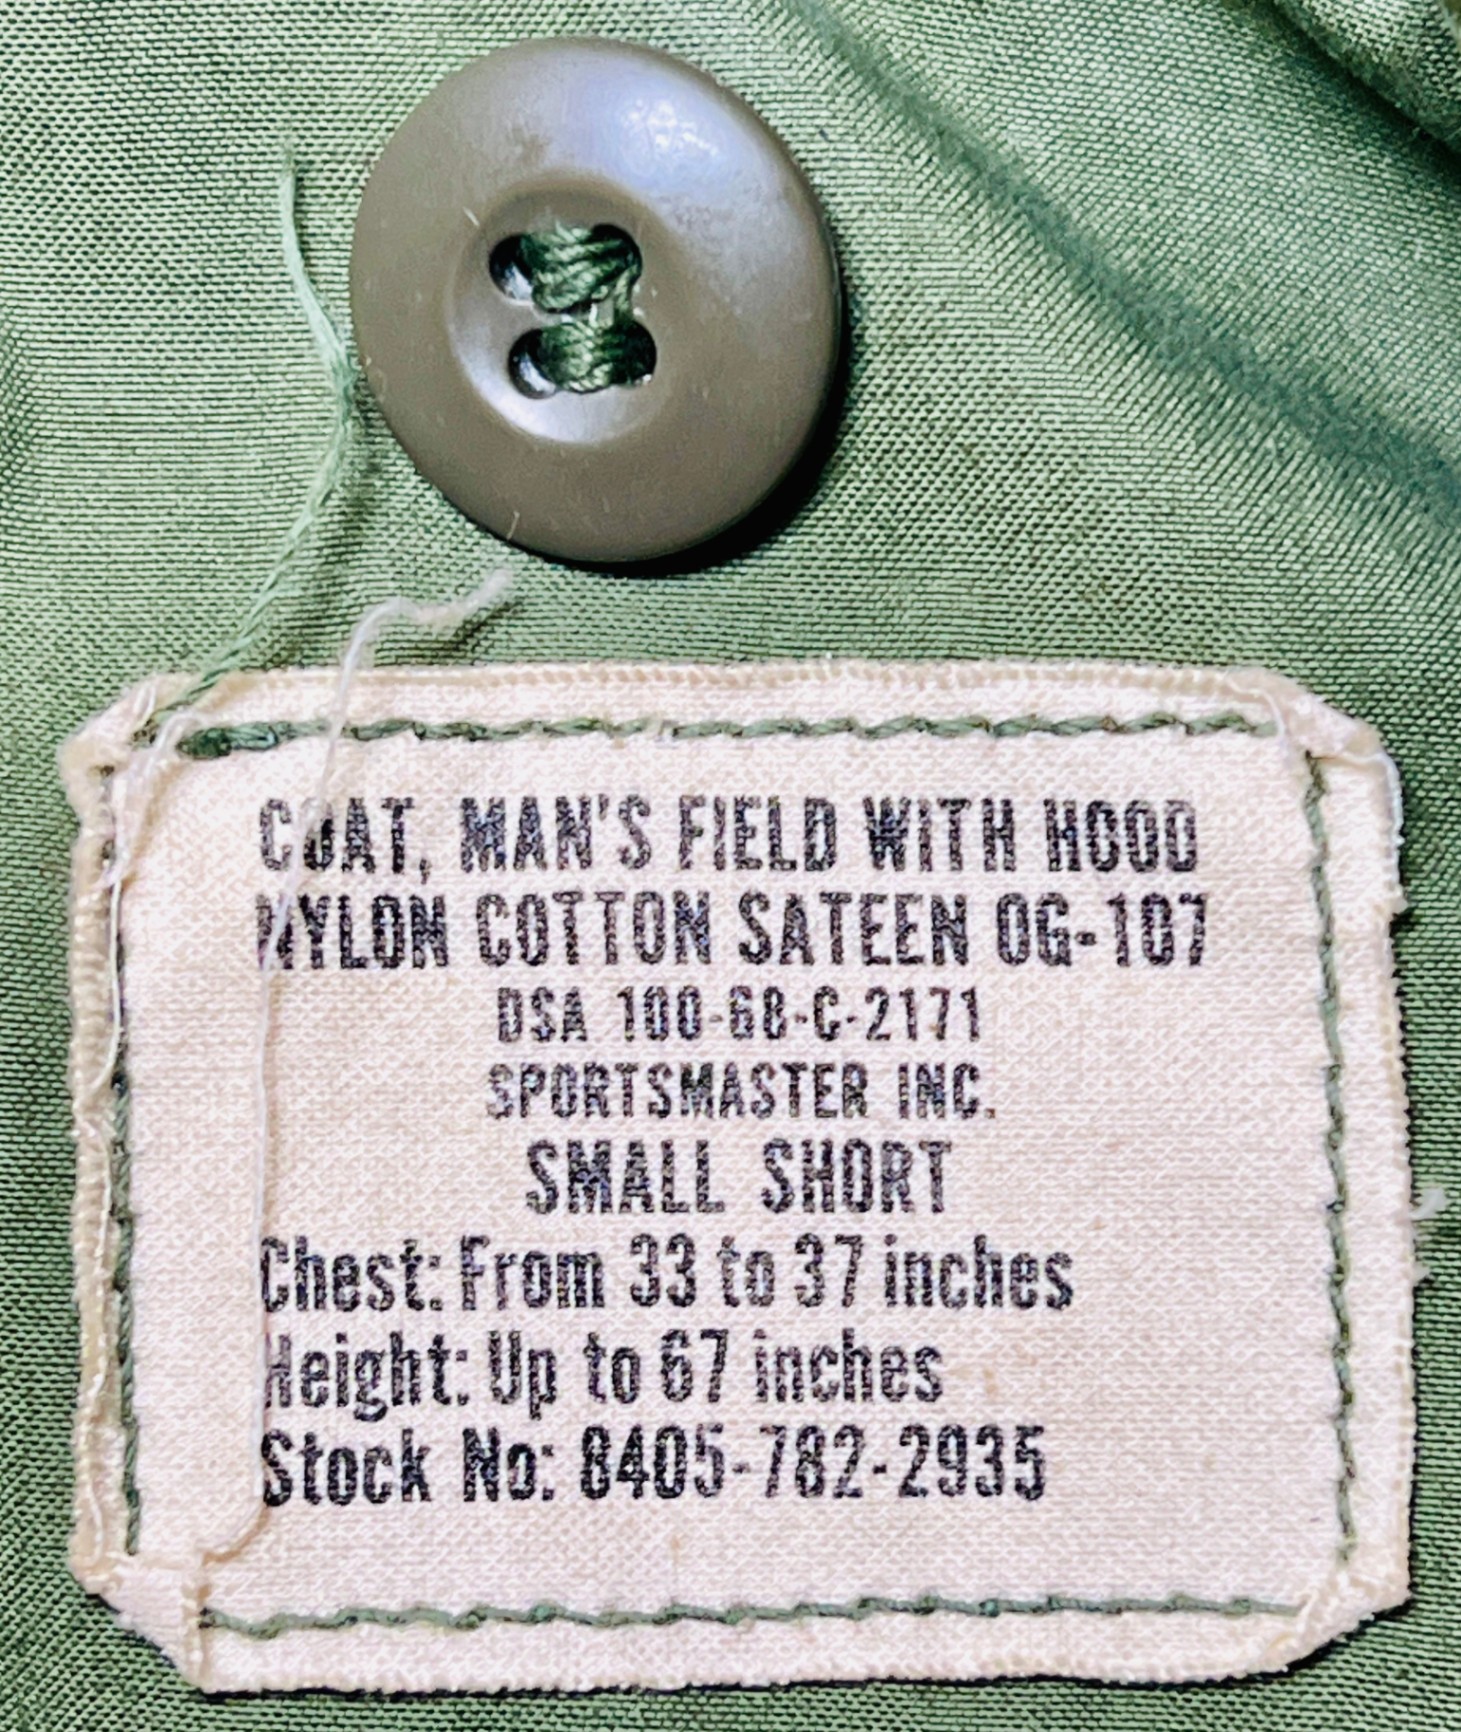 COAT, MAN'S FIELD WITH HOOD
NYLON COTTON SATEEN OG-107
DSA 100-68-C-2171
SPORTSMASTER INC.
SMALL SHORT
Chest: From 33 to 37 inches
Height: Up to 67 inches
Stock No: 8405-782-2935